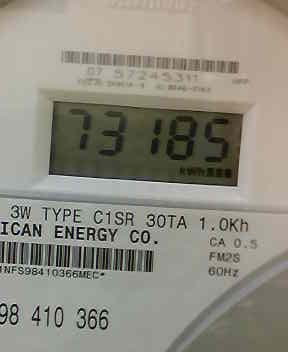 07 57245311
73185
kWh
3W TYPE C1SR 30TA 1.0Kh
ICAN ENERGY CO.
CA 0.5
FM2S
60Hz
1NFS98410366MEC*
98 410 366